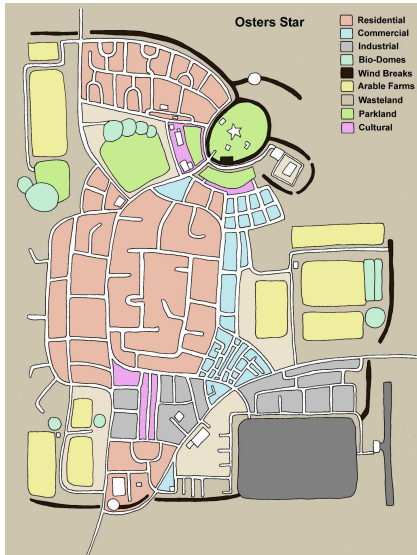 Osters Star
Residential
Commercial
Industrial
Bio-Domes
Wind Breaks
Arable Farms
Wasteland
Parkland
Cultural